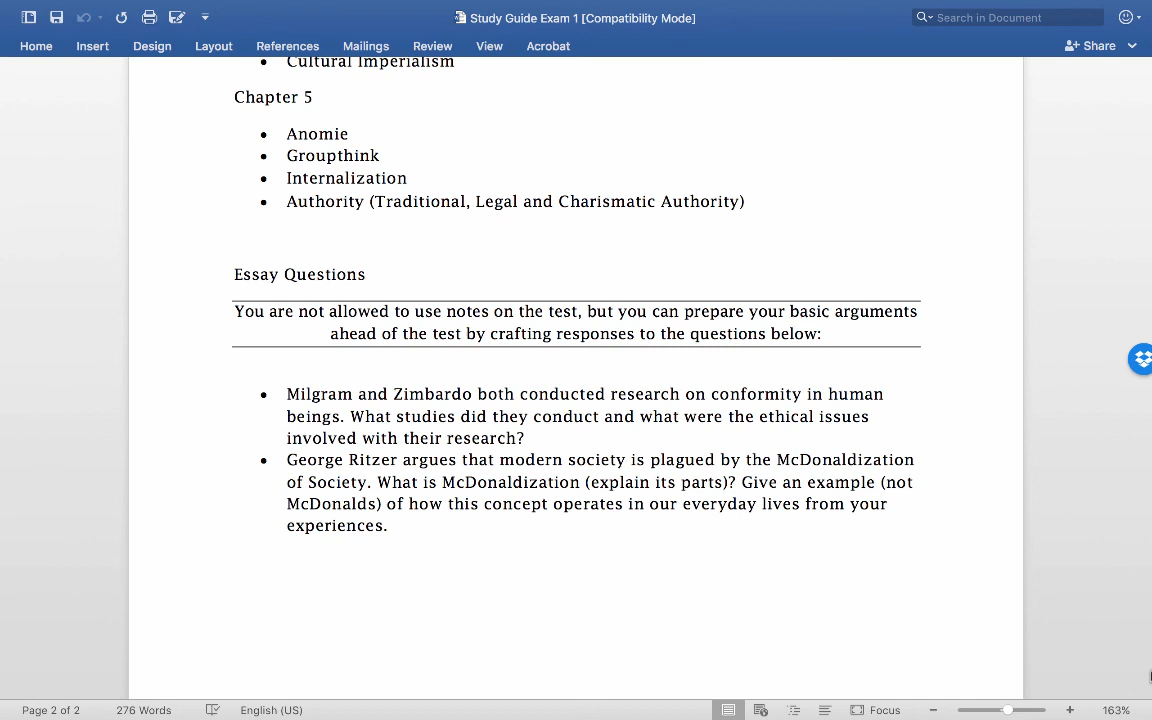 Study Guide Exam 1 [Compatibility Mode]
Search in Document
Home Insert Design Layout References Mailings Review View Acrobat Share
• Cultural Imperialism
Chapter 5
• Anomie
• Groupthink
• Internalization
• Authority (Traditional, Legal and Charismatic Authority)
Essay Questions
You are not allowed to use notes on the test, but you can prepare your basic arguments
ahead of the test by crafting responses to the questions below:
• Milgram and Zimbardo both conducted research on conformity in human
beings. What studies did they conduct and what were the ethical issues
involved with their research?
• George Ritzer argues that modern society is plagued by the McDonaldization
of Society. What is McDonaldization (explain its parts)? Give an example (not
McDonalds) of how this concept operates in our everyday lives from your
experiences.
Page 2 of 2 276 Words English (US) Focus 163%